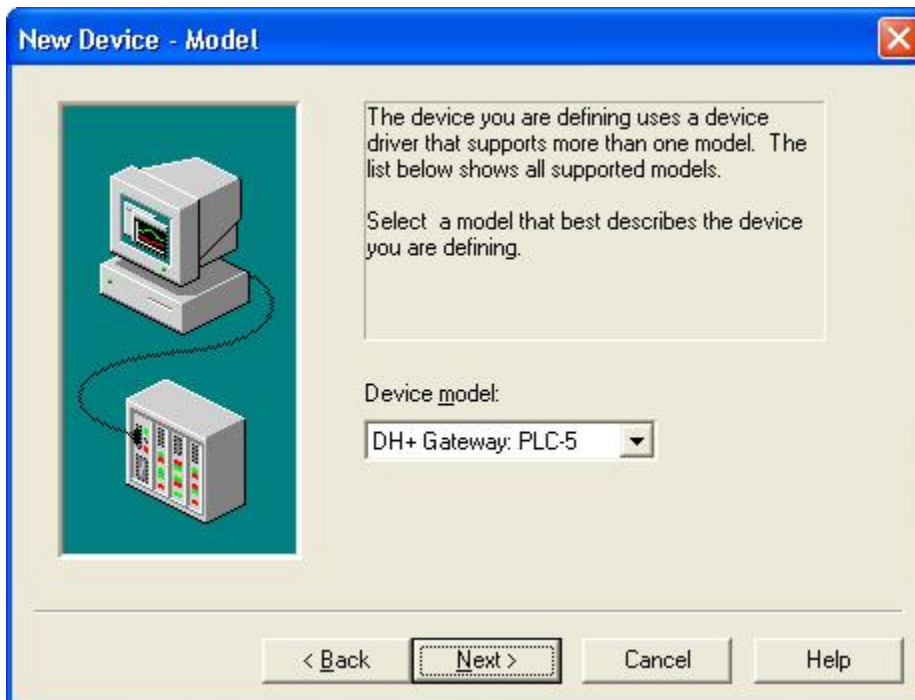 New Device - Model
The device you are defining uses a device
driver that supports more than one model. The
list below shows all supported models.
Select a model that best describes the device
you are defining.
Device model:
DH+ Gateway: PLC-5
< Back
Next >
Cancel
Help